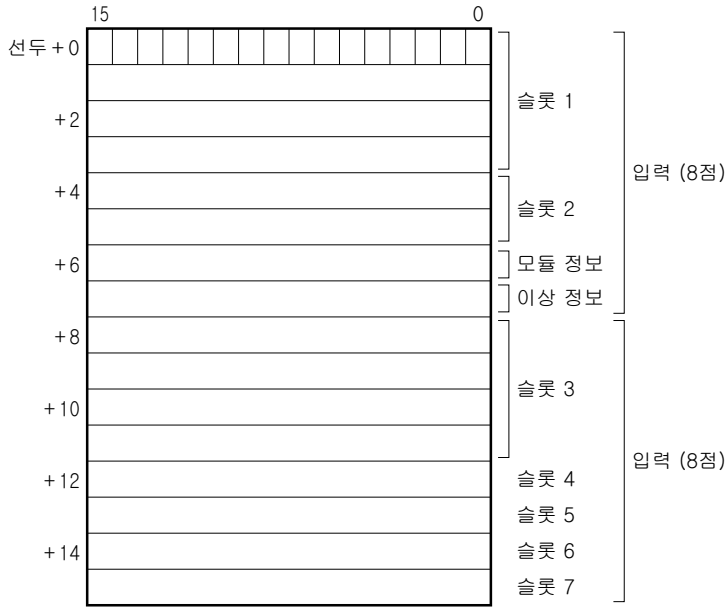 15 0
선두+0
슬롯 1
+2
입력 (8점)
+4
슬롯 2
+6
모듈 정보
이상 정보
+8
슬롯 3
+10
입력 (8점)
+12
슬롯 4
슬롯 5
+14
슬롯 6
슬롯 7